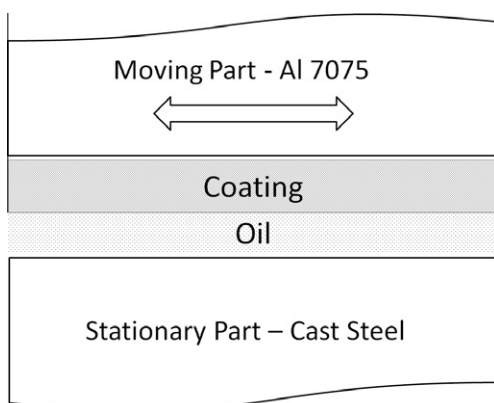 Moving Part - Al 7075
Coating
Oil
Stationary Part – Cast Steel